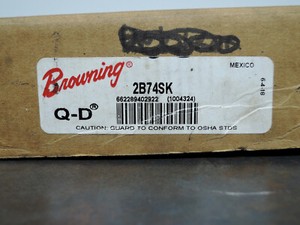 MEXICO
Browning
2B74SK
662289402922 (1004324)
Q-D®
CAUTION: GUARD TO CONFORM TO OSHA STDS